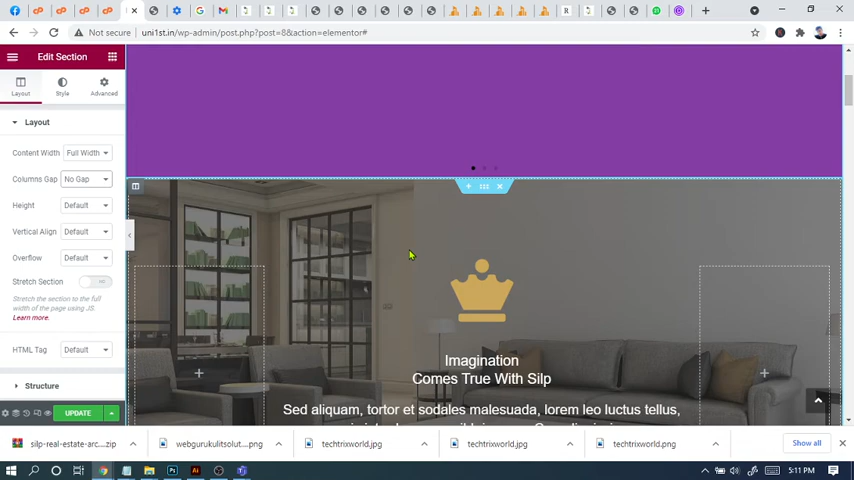 Not secure
uni1st.in/wp-admin/post.php?post=8&action=elementor#
Edit Section
Layout
Style
Advanced
Layout
Content Width
Full Width
Columns Gap
No Gap
Height
Default
Vertical Align
Default
Overflow
Default
Stretch Section
Stretch the section to the full
width of the page using JS.
Learn more.
HTML Tag
Default
Structure
UPDATE
Imagination
Comes True With Silp
Sed aliquam, tortor et sodales malesuada, lorem leo luctus tellus,
silp-real-estate-arc....zip
webgurukulitsolut....png
techtrixworld.jpg
techtrixworld.jpg
techtrixworld.png
Show all
5:11 PM